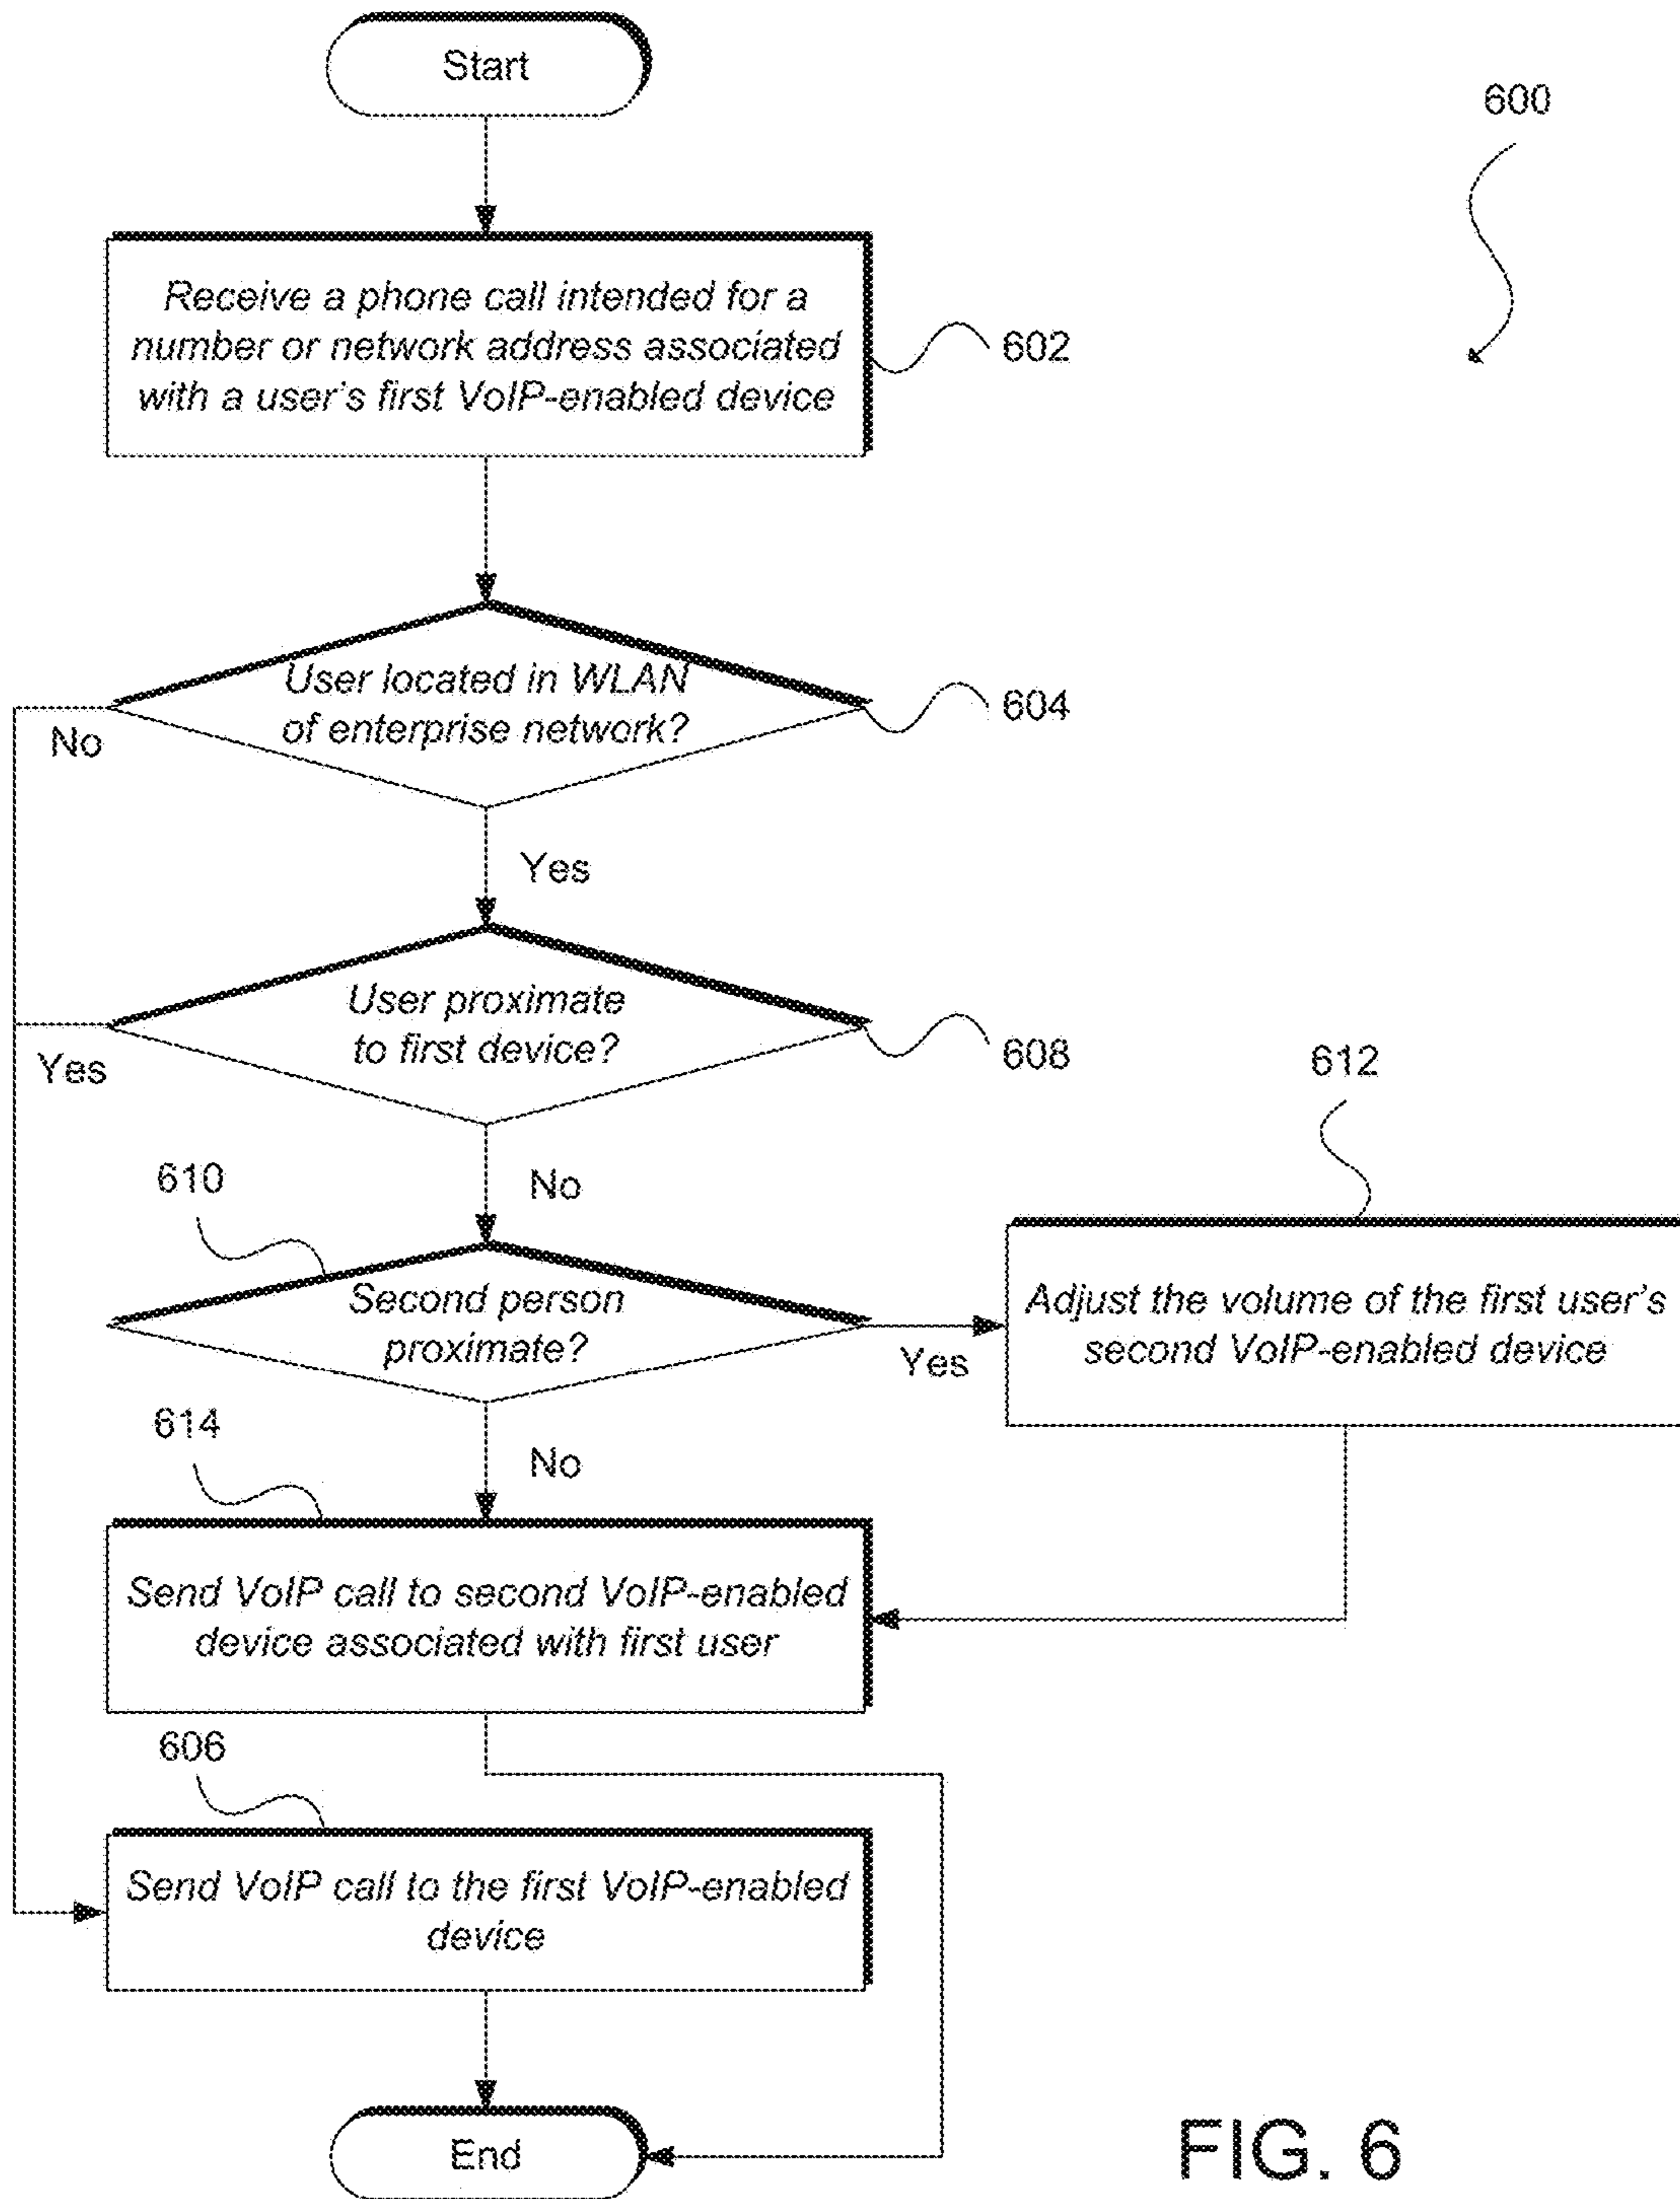 Start
600
Receive a phone call intended for a
number or network address associated
with a user's first VoIP-enabled device
602
User located in WLAN
of enterprise network?
604
No
Yes
User proximate
to first device?
608
Yes
612
610
No
Second person
proximate?
Yes
Adjust the volume of the first user's
second VoIP-enabled device
614
No
Send VoIP call to second VoIP-enabled
device associated with first user
606
Send VoIP call to the first VoIP-enabled
device
End
FIG. 6